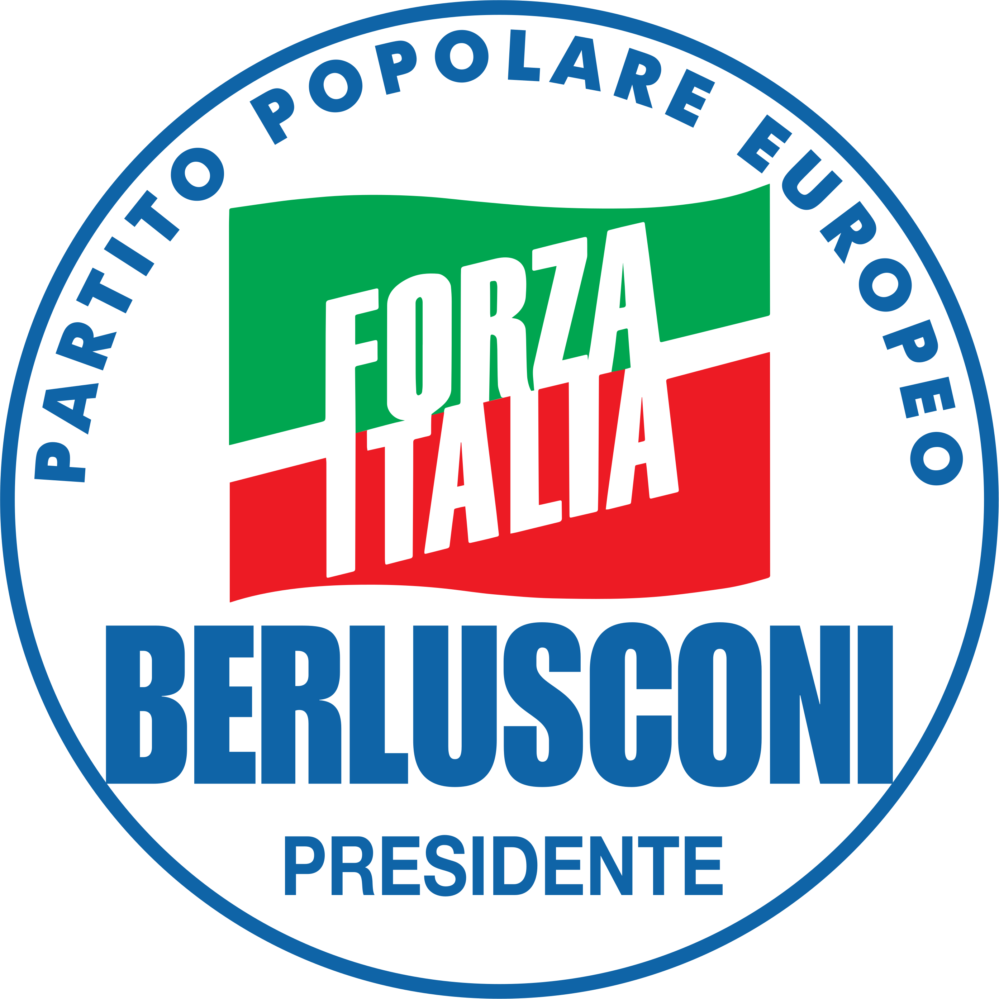 PARTITO POPOLARE EUROPEO
FORZA
ITALIA
BERLUSCONI
PRESIDENTE